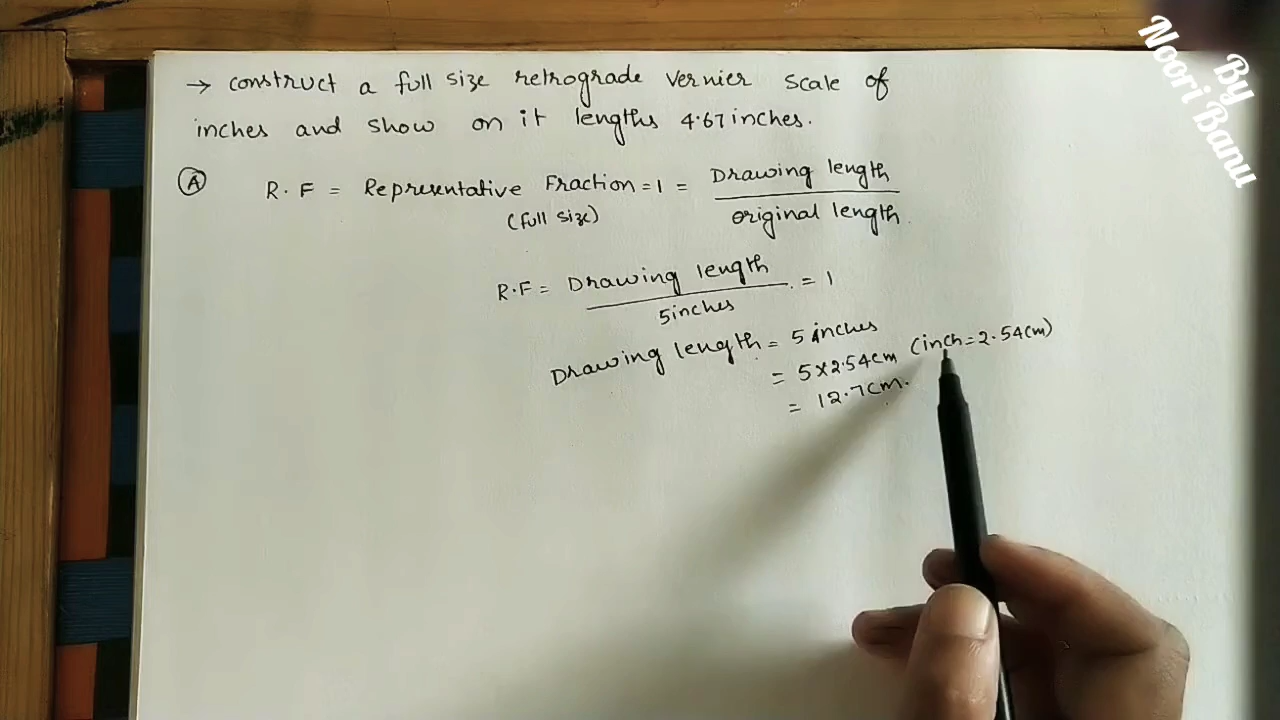 → construct a full size retrograde vernier scale of
inches and show on it lengths 4.67 inches.
(A) R.F = Representative Fraction = 1 = Drawing length
(full size) original length.
R.F = Drawing length = 1
5 inches
Drawing length = 5 inches
= 5×2.54cm (inch = 2.54cm)
= 12.7cm.
By
Noori Banu